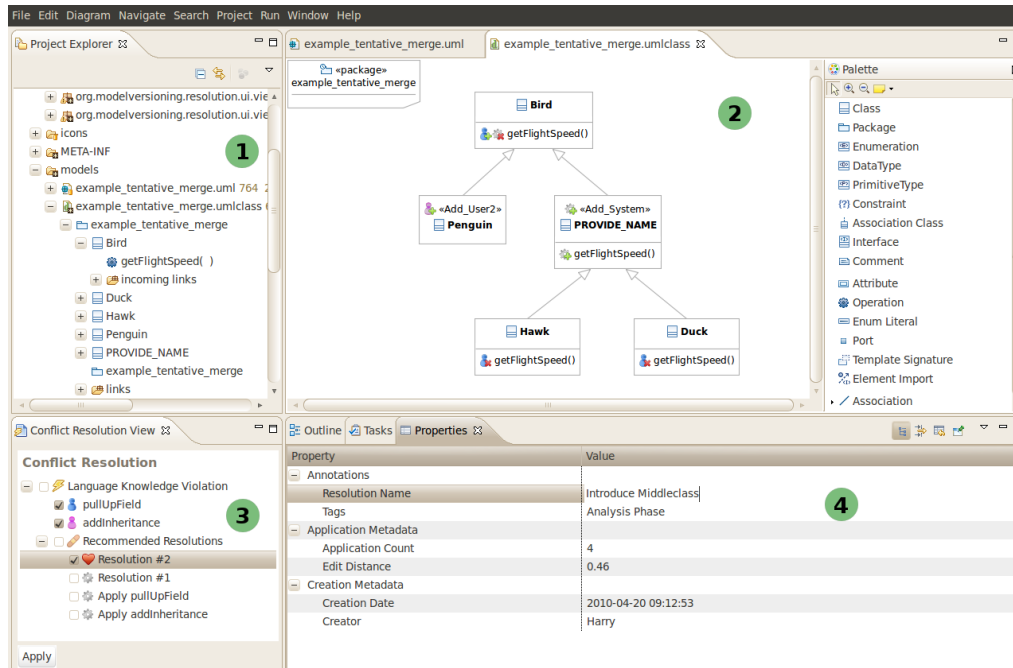 File Edit Diagram Navigate Search Project Run Window Help
Project Explorer
org.modelversioning.resolution.ui.vie
org.modelversioning.resolution.ui.vie
icons
META-INF
models
example_tentative_merge.uml 764
example_tentative_merge.umlclass
example_tentative_merge
Bird
getFlightSpeed( )
incoming links
Duck
Hawk
Penguin
PROVIDE_NAME
example_tentative_merge
links
1
example_tentative_merge.uml
example_tentative_merge.umlclass
«package»
example_tentative_merge
2
Bird
getFlightSpeed()
«Add_User2»
Penguin
«Add_System»
PROVIDE_NAME
getFlightSpeed()
Hawk
getFlightSpeed()
Duck
getFlightSpeed()
Palette
Class
Package
Enumeration
DataType
PrimitiveType
Constraint
Association Class
Interface
Comment
Attribute
Operation
Enum Literal
Port
Template Signature
Element Import
Association
Conflict Resolution View
Conflict Resolution
Language Knowledge Violation
pullUpField
addInheritance
Recommended Resolutions
Resolution #2
Resolution #1
Apply pullUpField
Apply addInheritance
3
Apply
Outline Tasks Properties
Property Value
Annotations
Resolution Name Introduce Middleclass
Tags Analysis Phase
Application Metadata
Application Count 4
Edit Distance 0.46
Creation Metadata
Creation Date 2010-04-20 09:12:53
Creator Harry
4